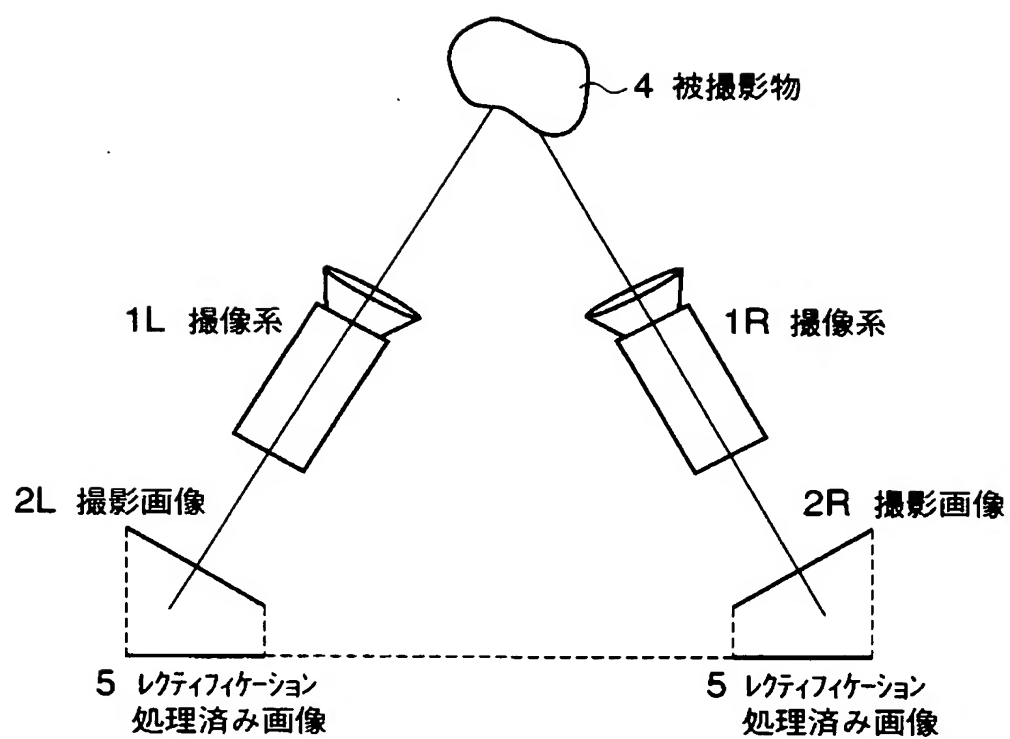 4 被撮影物
1L 撮像系
1R 撮像系
2L 撮影画像
2R 撮影画像
5 レクティフィケーション
処理済み画像
5 レクティフィケーション
処理済み画像